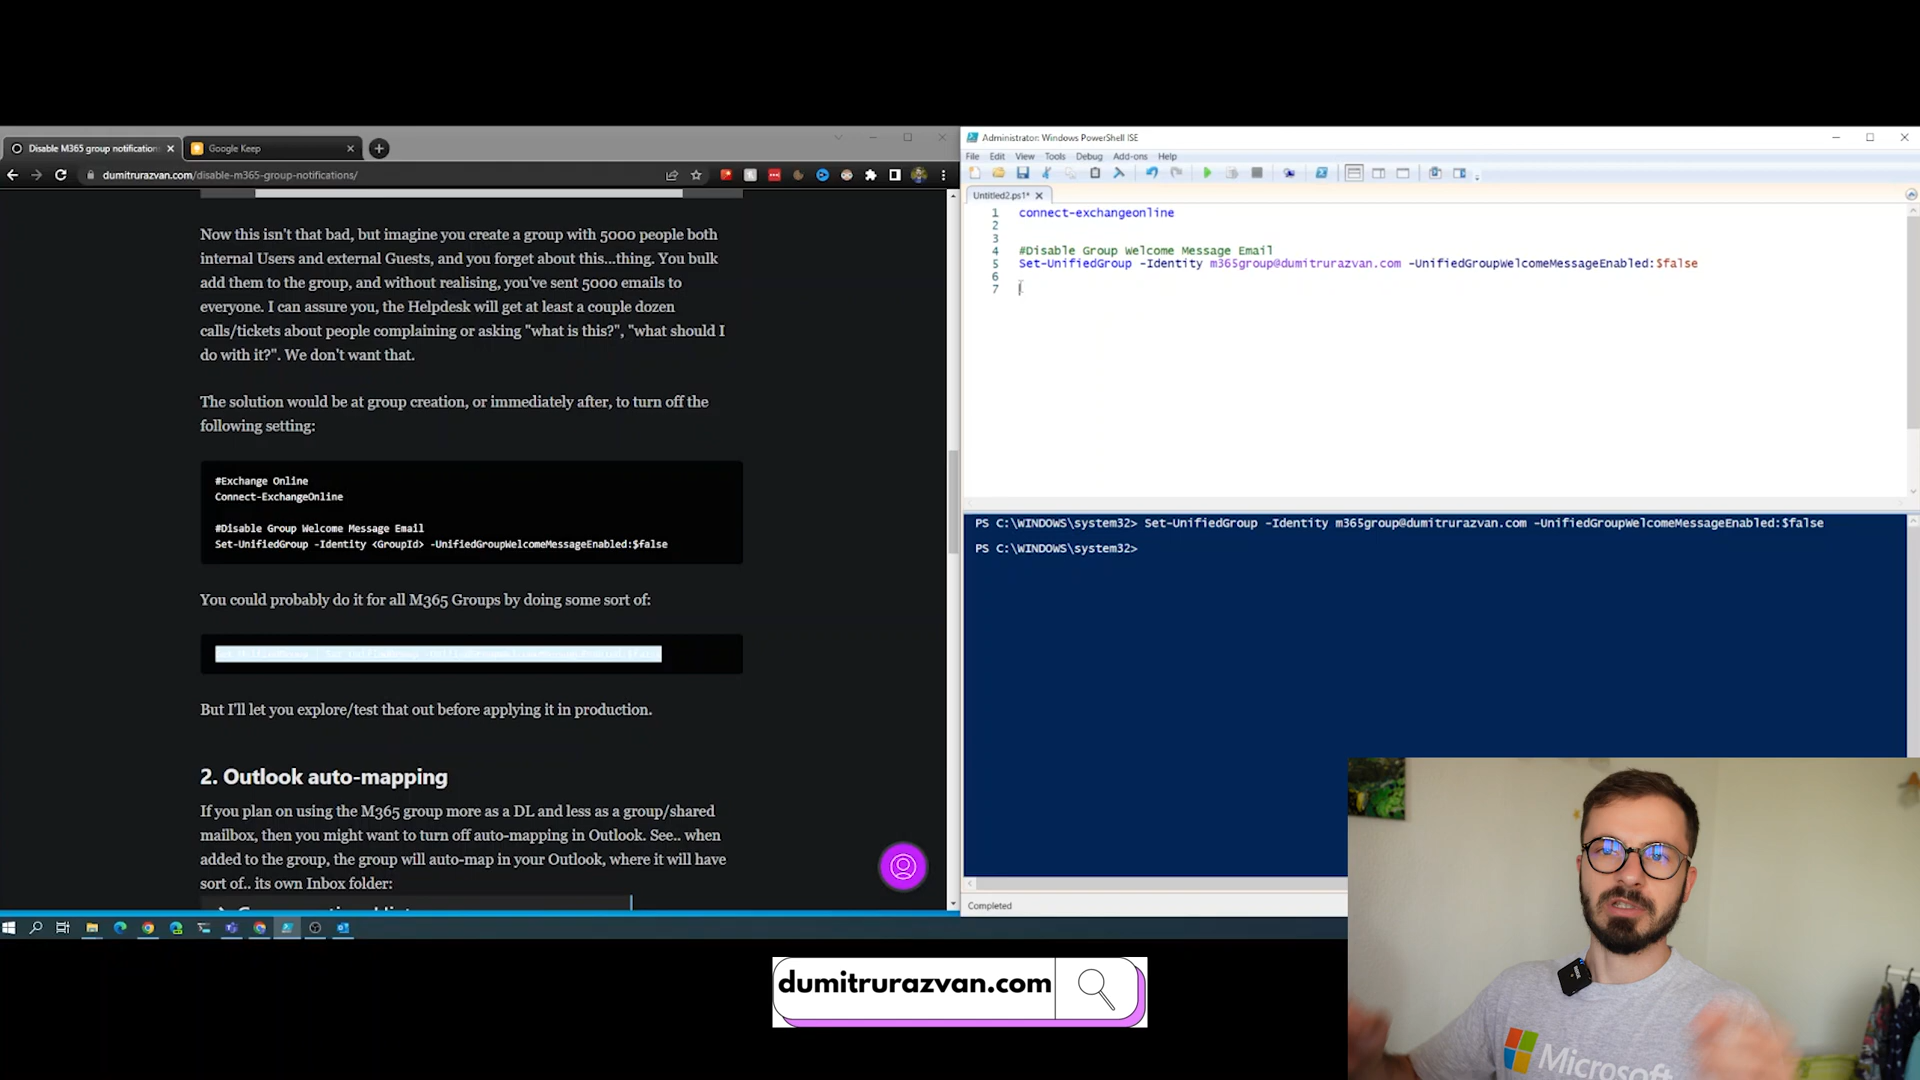 Disable M365 group notification
Google Keep
dumitrurazvan.com/disable-m365-group-notifications/
Now this isn't that bad, but imagine you create a group with 5000 people both
internal Users and external Guests, and you forget about this...thing. You bulk
add them to the group, and without realising, you've sent 5000 emails to
everyone. I can assure you, the Helpdesk will get at least a couple dozen
calls/tickets about people complaining or asking "what is this?", "what should I
do with it?". We don't want that.
The solution would be at group creation, or immediately after, to turn off the
following setting:
#Exchange Online
Connect-ExchangeOnline
#Disable Group Welcome Message Email
Set-UnifiedGroup -Identity <GroupId> -UnifiedGroupWelcomeMessageEnabled:$false
You could probably do it for all M365 Groups by doing some sort of:
But I'll let you explore/test that out before applying it in production.
2. Outlook auto-mapping
If you plan on using the M365 group more as a DL and less as a group/shared
mailbox, then you might want to turn off auto-mapping in Outlook. See.. when
added to the group, the group will auto-map in your Outlook, where it will have
sort of.. its own Inbox folder:
Administrator: Windows PowerShell ISE
File Edit View Tools Debug Add-ons Help
Untitled2.ps1*
1 connect-exchangeonline
2
3
4 #Disable Group Welcome Message Email
5 Set-UnifiedGroup -Identity m365group@dumitrurazvan.com -UnifiedGroupWelcomeMessageEnabled:$false
6
7
PS C:\WINDOWS\system32> Set-UnifiedGroup -Identity m365group@dumitrurazvan.com -UnifiedGroupWelcomeMessageEnabled:$false
PS C:\WINDOWS\system32>
Completed
dumitrurazvan.com
Microsoft